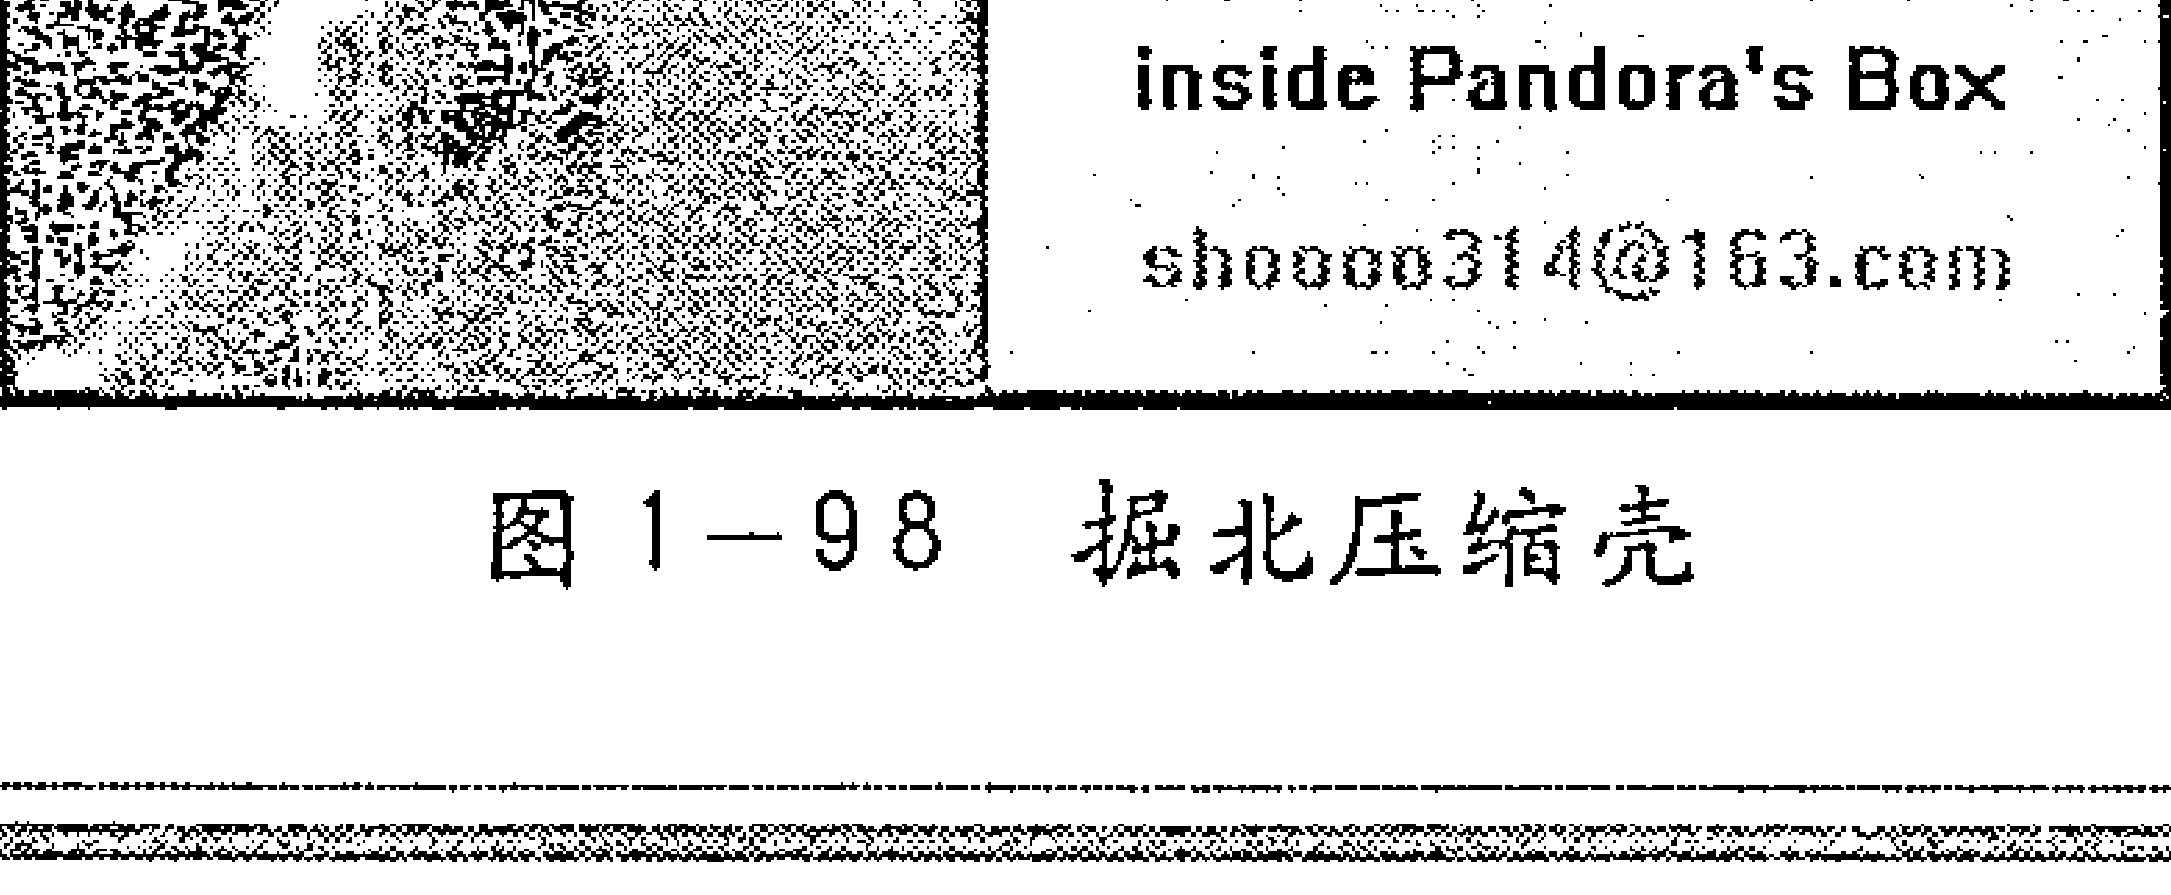 inside Pandora's Box
shoooo314@163.com
图1－98 掘北压缩壳